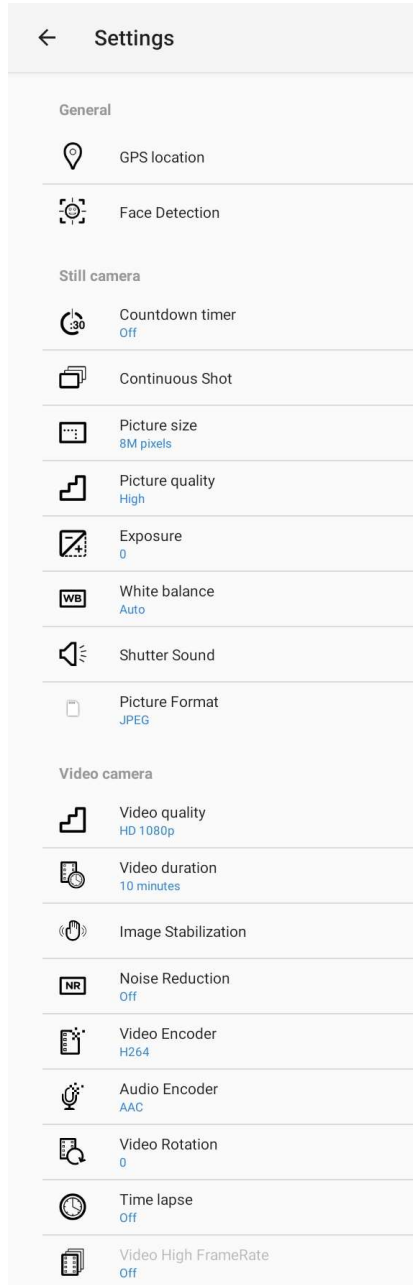 Settings
General
GPS location
Face Detection
Still camera
:30
Countdown timer
Off
Continuous Shot
Picture size
8M pixels
Picture quality
High
Exposure
0
WB
White balance
Auto
Shutter Sound
Picture Format
JPEG
Video camera
Video quality
HD 1080p
Video duration
10 minutes
Image Stabilization
NR
Noise Reduction
Off
Video Encoder
H264
Audio Encoder
AAC
Video Rotation
0
Time lapse
Off
Video High FrameRate
Off